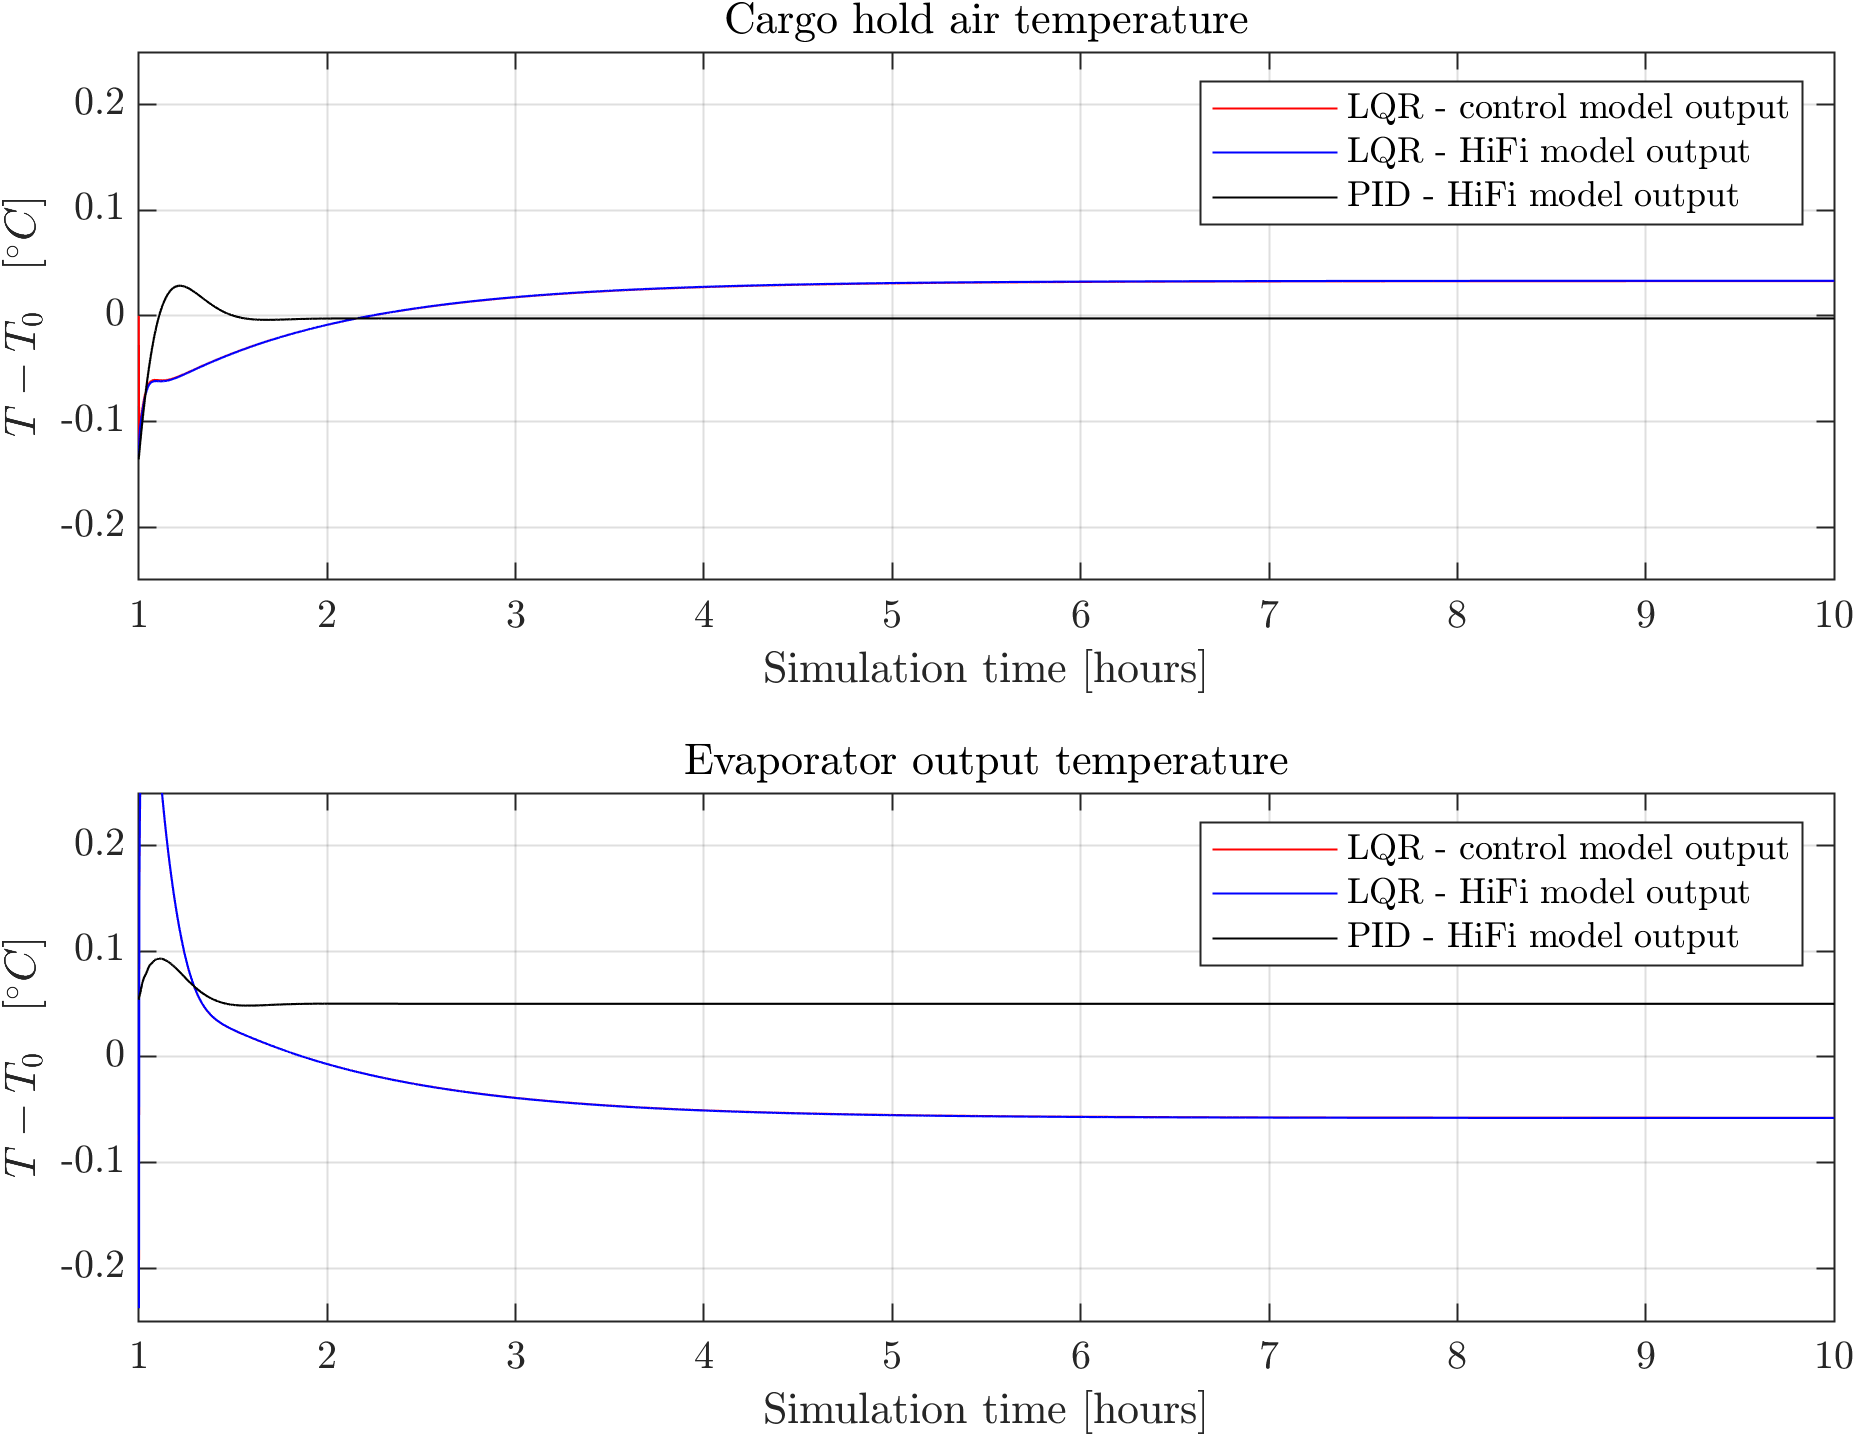 Cargo hold air temperature
0.2
0.1
0
-0.1
-0.2
T − T₀ [°C]
LQR - control model output
LQR - HiFi model output
PID - HiFi model output
1 2 3 4 5 6 7 8 9 10
Simulation time [hours]
Evaporator output temperature
0.2
0.1
0
-0.1
-0.2
T − T₀ [°C]
LQR - control model output
LQR - HiFi model output
PID - HiFi model output
1 2 3 4 5 6 7 8 9 10
Simulation time [hours]